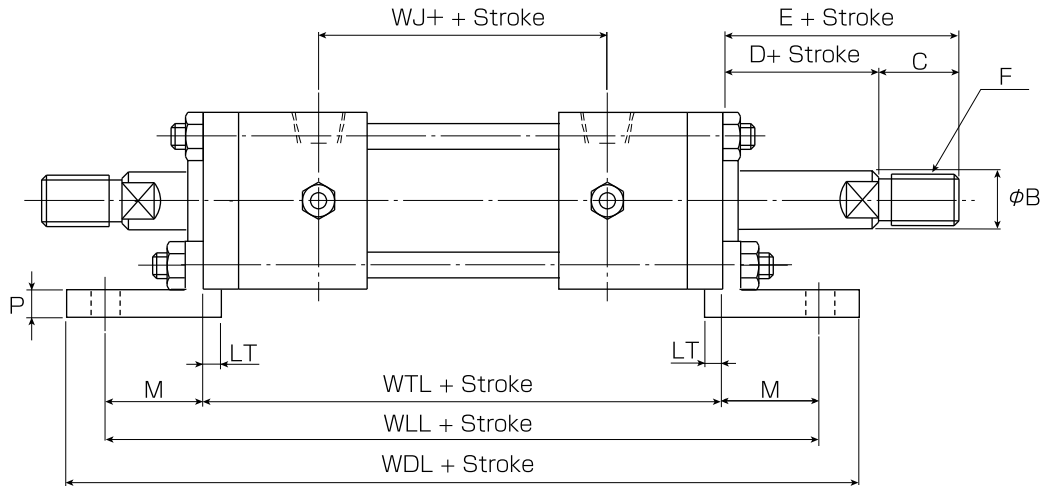 WJ+ + Stroke
E + Stroke
D+ Stroke
C
F
φB
P
LT
LT
M
WTL + Stroke
M
WLL + Stroke
WDL + Stroke